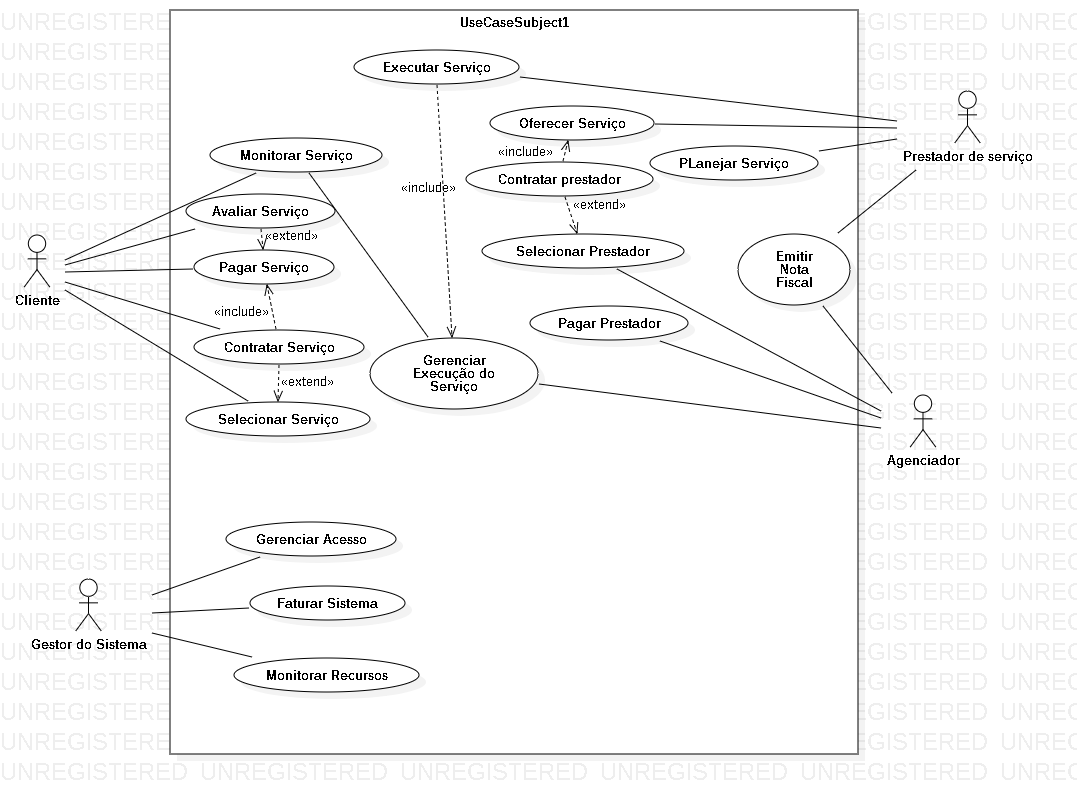 UseCaseSubject1
Executar Serviço
Oferecer Serviço
Prestador de serviço
Monitorar Serviço
«include»
PLanejar Serviço
Contratar prestador
«include»
«extend»
Avaliar Serviço
«extend»
Selecionar Prestador
Emitir
Nota
Fiscal
Pagar Serviço
Cliente
«include»
Pagar Prestador
Contratar Serviço
Gerenciar
Execução do
Serviço
«extend»
Selecionar Serviço
Agenciador
Gerenciar Acesso
Faturar Sistema
Gestor do Sistema
Monitorar Recursos
UNREGISTERED UNREGISTERED UNREGISTERED UNREGISTERED UNREGISTERED UNREG